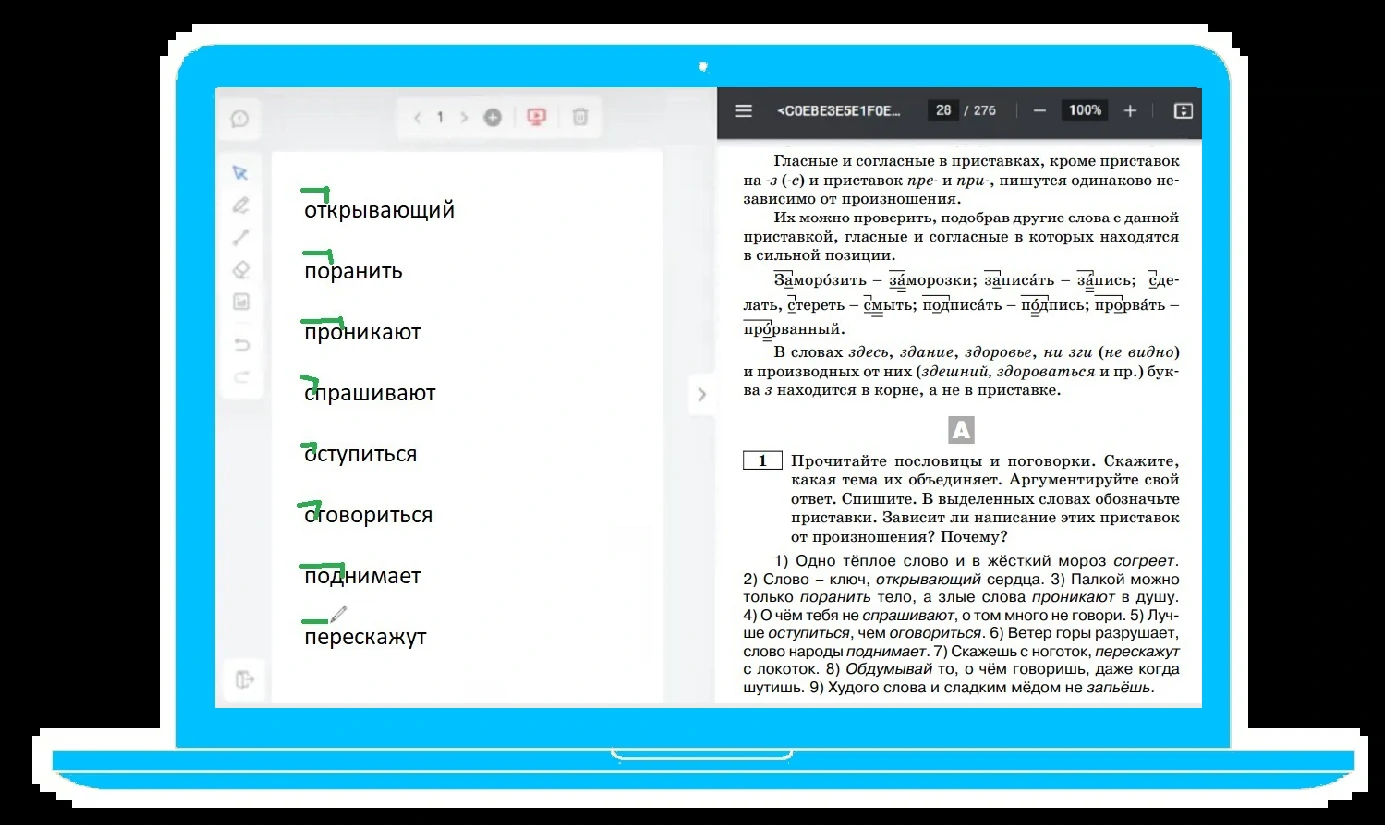 1
открывающий
поранить
проникают
спрашивают
оступиться
оговориться
поднимает
перескажут
<C0EBE3E5E1F0E... 28 / 276 − 100% +
Гласные и согласные в приставках, кроме приставок
на -з (-с) и приставок пре- и при-, пишутся одинаково не-
зависимо от произношения.
Их можно проверить, подобрав другие слова с данной
приставкой, гласные и согласные в которых находятся
в сильной позиции.
Заморо́зить – за́морозки; записа́ть – за́пись; сде-
лать, стереть – смыть; подписа́ть – по́дпись; прорва́ть –
про́рванный.
В словах здесь, здание, здоровье, ни зги (не видно)
и производных от них (здешний, здороваться и пр.) бук-
ва з находится в корне, а не в приставке.
А
1 Прочитайте пословицы и поговорки. Скажите,
какая тема их объединяет. Аргументируйте свой
ответ. Спишите. В выделенных словах обозначьте
приставки. Зависит ли написание этих приставок
от произношения? Почему?
1) Одно тёплое слово и в жёсткий мороз согреет.
2) Слово – ключ, открывающий сердца. 3) Палкой можно
только поранить тело, а злые слова проникают в душу.
4) О чём тебя не спрашивают, о том много не говори. 5) Луч-
ше оступиться, чем оговориться. 6) Ветер горы разрушает,
слово народы поднимает. 7) Скажешь с ноготок, перескажут
с локоток. 8) Обдумывай то, о чём говоришь, даже когда
шутишь. 9) Худого слова и сладким мёдом не запьёшь.